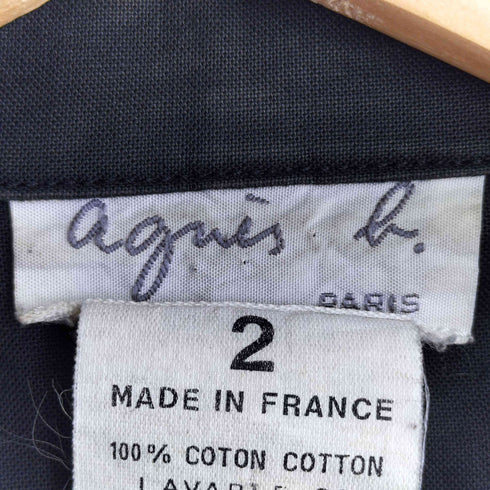 agnès b.
PARIS
2
MADE IN FRANCE
100% COTON COTTON